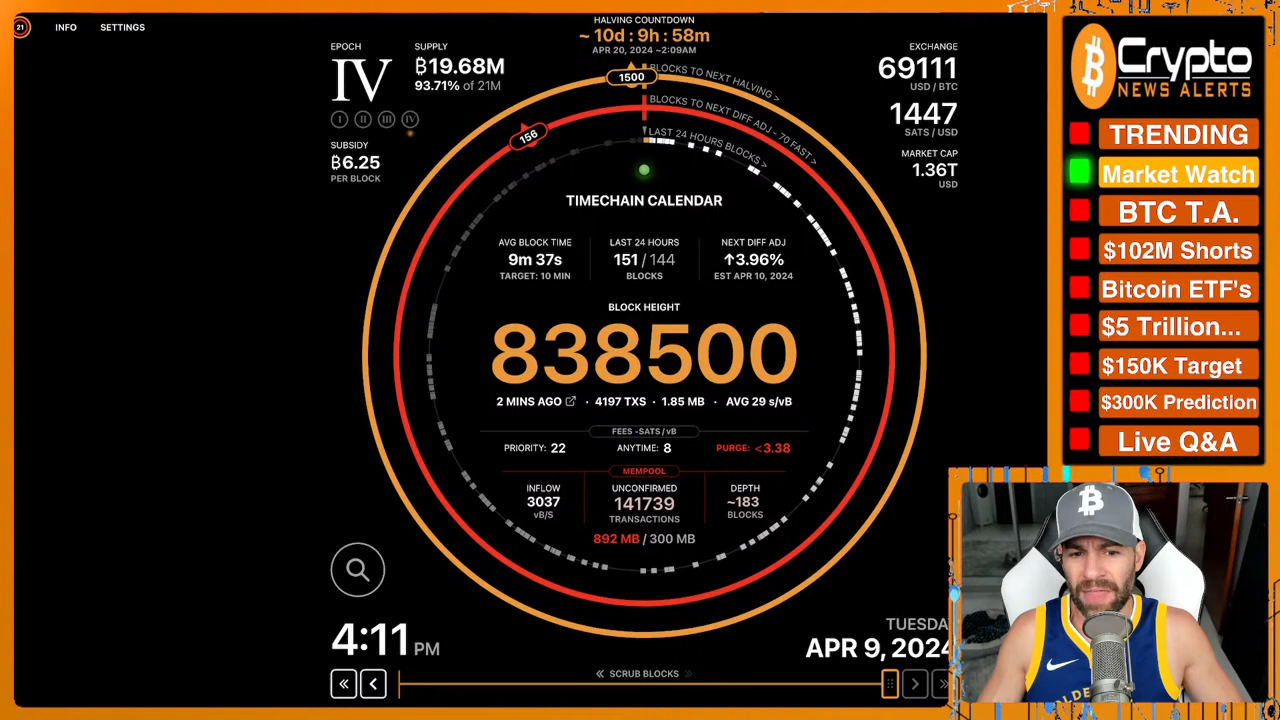 21
INFO
SETTINGS
HALVING COUNTDOWN
~ 10d : 9h : 58m
APR 20, 2024 ~2:09AM
EPOCH
IV
I II III IV
SUPPLY
₿19.68M
93.71% of 21M
SUBSIDY
₿6.25
PER BLOCK
EXCHANGE
69111
USD / BTC
1447
SATS / USD
MARKET CAP
1.36T
USD
1500
BLOCKS TO NEXT HALVING >
156
BLOCKS TO NEXT DIFF ADJ ~ 70 FAST >
LAST 24 HOURS BLOCKS >
TIMECHAIN CALENDAR
AVG BLOCK TIME
9m 37s
TARGET: 10 MIN
LAST 24 HOURS
151 / 144
BLOCKS
NEXT DIFF ADJ
↑3.96%
EST APR 10, 2024
BLOCK HEIGHT
838500
2 MINS AGO · 4197 TXS · 1.85 MB · AVG 29 s/vB
FEES -SATS / vB
PRIORITY: 22
ANYTIME: 8
PURGE: <3.38
MEMPOOL
INFLOW
3037
vB/S
UNCONFIRMED
141739
TRANSACTIONS
DEPTH
~183
BLOCKS
892 MB / 300 MB
4:11 PM
TUESDA
APR 9, 2024
« SCRUB BLOCKS »
Crypto
NEWS ALERTS
TRENDING
Market Watch
BTC T.A.
$102M Shorts
Bitcoin ETF's
$5 Trillion...
$150K Target
$300K Prediction
Live Q&A